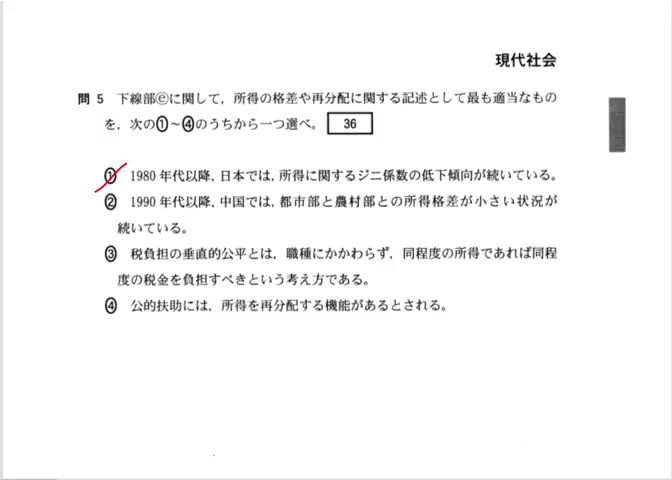 現代社会
問 5 下線部ⓔに関して，所得の格差や再分配に関する記述として最も適当なもの
を，次の①～④のうちから一つ選べ。 36
① 1980 年代以降，日本では，所得に関するジニ係数の低下傾向が続いている。
② 1990 年代以降，中国では，都市部と農村部との所得格差が小さい状況が
続いている。
③ 税負担の垂直的公平とは，職種にかかわらず，同程度の所得であれば同程
度の税金を負担すべきという考え方である。
④ 公的扶助には，所得を再分配する機能があるとされる。